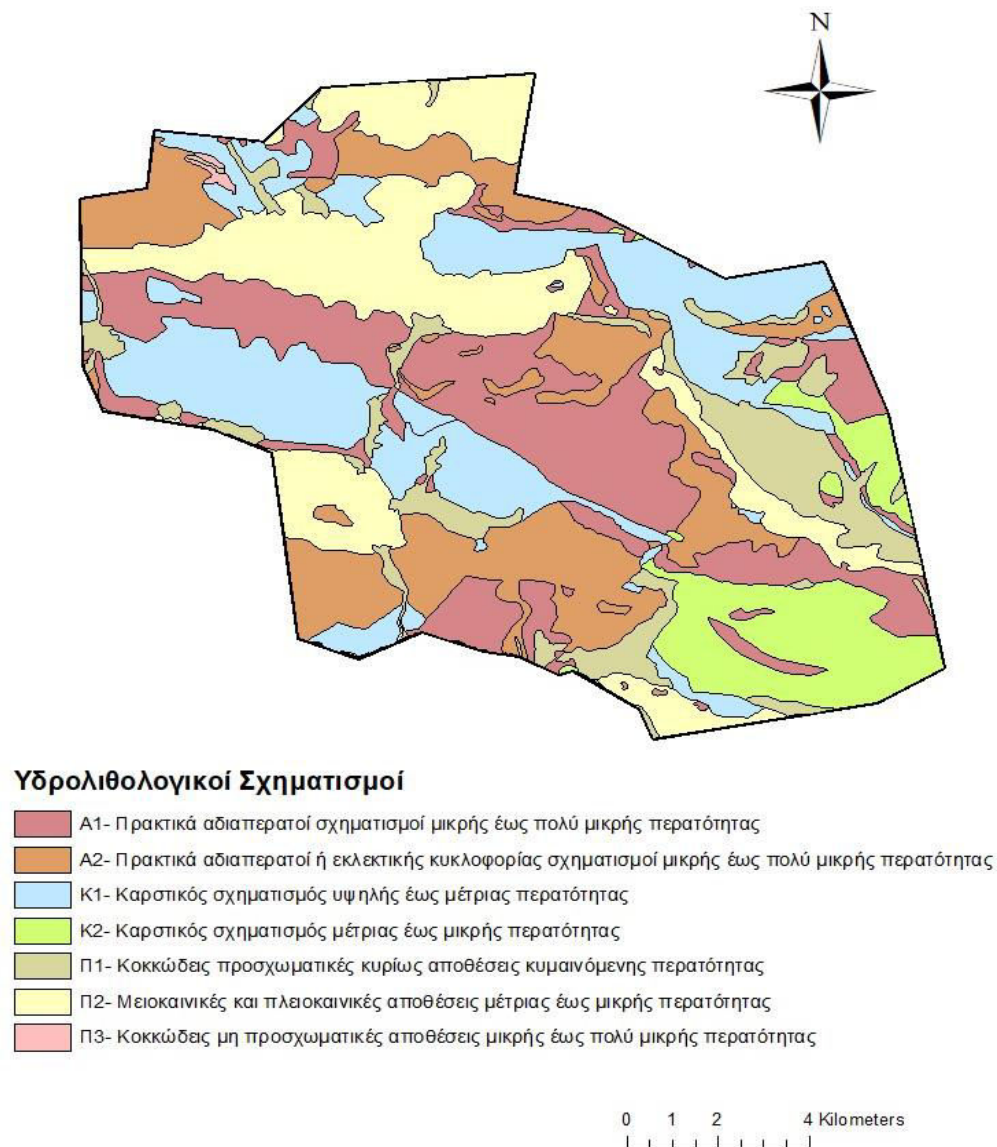 N
Υδρολιθολογικοί Σχηματισμοί
Α1- Πρακτικά αδιαπερατοί σχηματισμοί μικρής έως πολύ μικρής περατότητας
Α2- Πρακτικά αδιαπερατοί ή εκλεκτικής κυκλοφορίας σχηματισμοί μικρής έως πολύ μικρής περατότητας
Κ1- Καρστικός σχηματισμός υψηλής έως μέτριας περατότητας
Κ2- Καρστικός σχηματισμός μέτριας έως μικρής περατότητας
Π1- Κοκκώδεις προσχωματικές κυρίως αποθέσεις κυμαινόμενης περατότητας
Π2- Μειοκαινικές και πλειοκαινικές αποθέσεις μέτριας έως μικρής περατότητας
Π3- Κοκκώδεις μη προσχωματικές αποθέσεις μικρής έως πολύ μικρής περατότητας
0 1 2 4 Kilometers